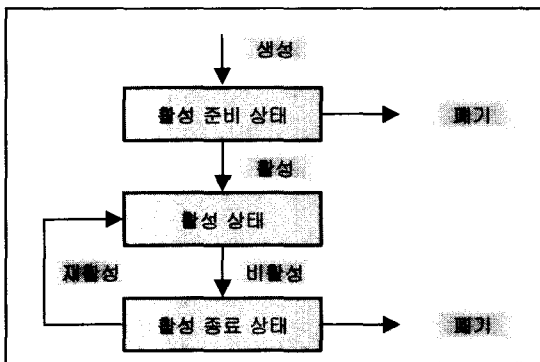 생성
활성 준비 상태
폐기
활성
활성 상태
재활성
비활성
활성 종료 상태
폐기